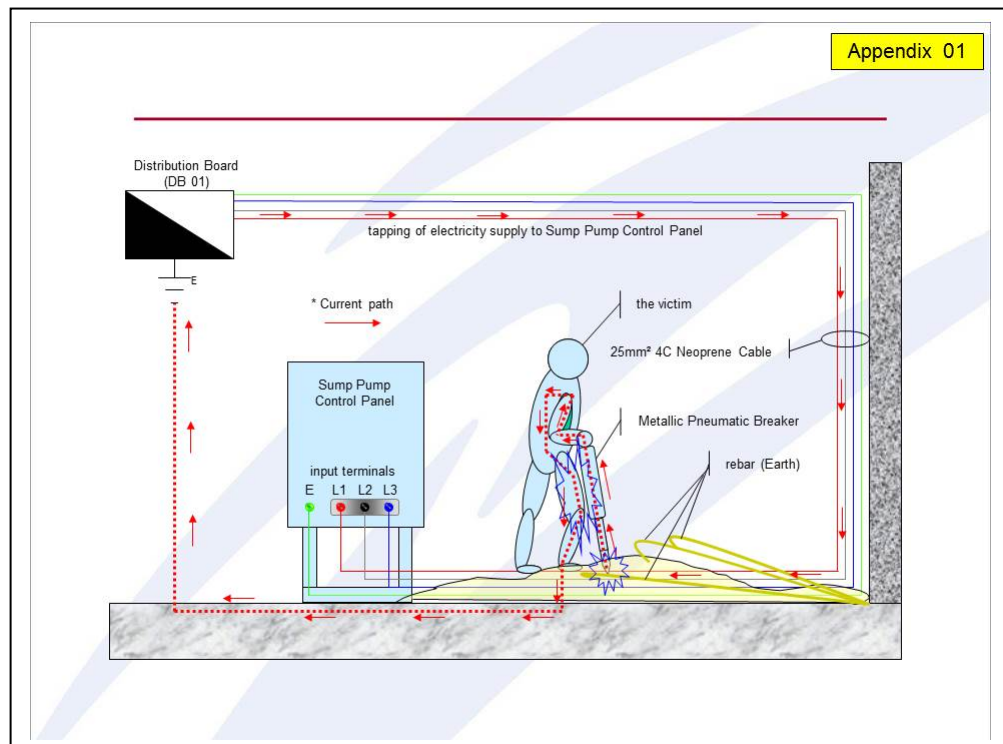 Appendix 01
Distribution Board
(DB 01)
E
tapping of electricity supply to Sump Pump Control Panel
* Current path
the victim
25mm² 4C Neoprene Cable
Sump Pump
Control Panel
Metallic Pneumatic Breaker
rebar (Earth)
input terminals
E L1 L2 L3